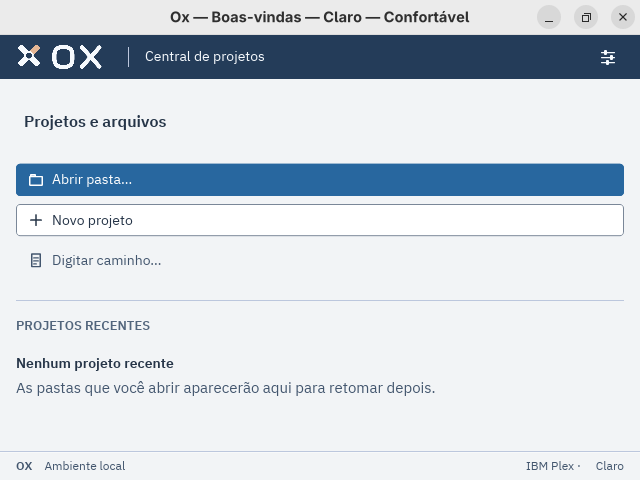 Ox — Boas-vindas — Claro — Confortável
OX Central de projetos
Projetos e arquivos
Abrir pasta...
Novo projeto
Digitar caminho...
PROJETOS RECENTES
Nenhum projeto recente
As pastas que você abrir aparecerão aqui para retomar depois.
OX Ambiente local IBM Plex · Claro